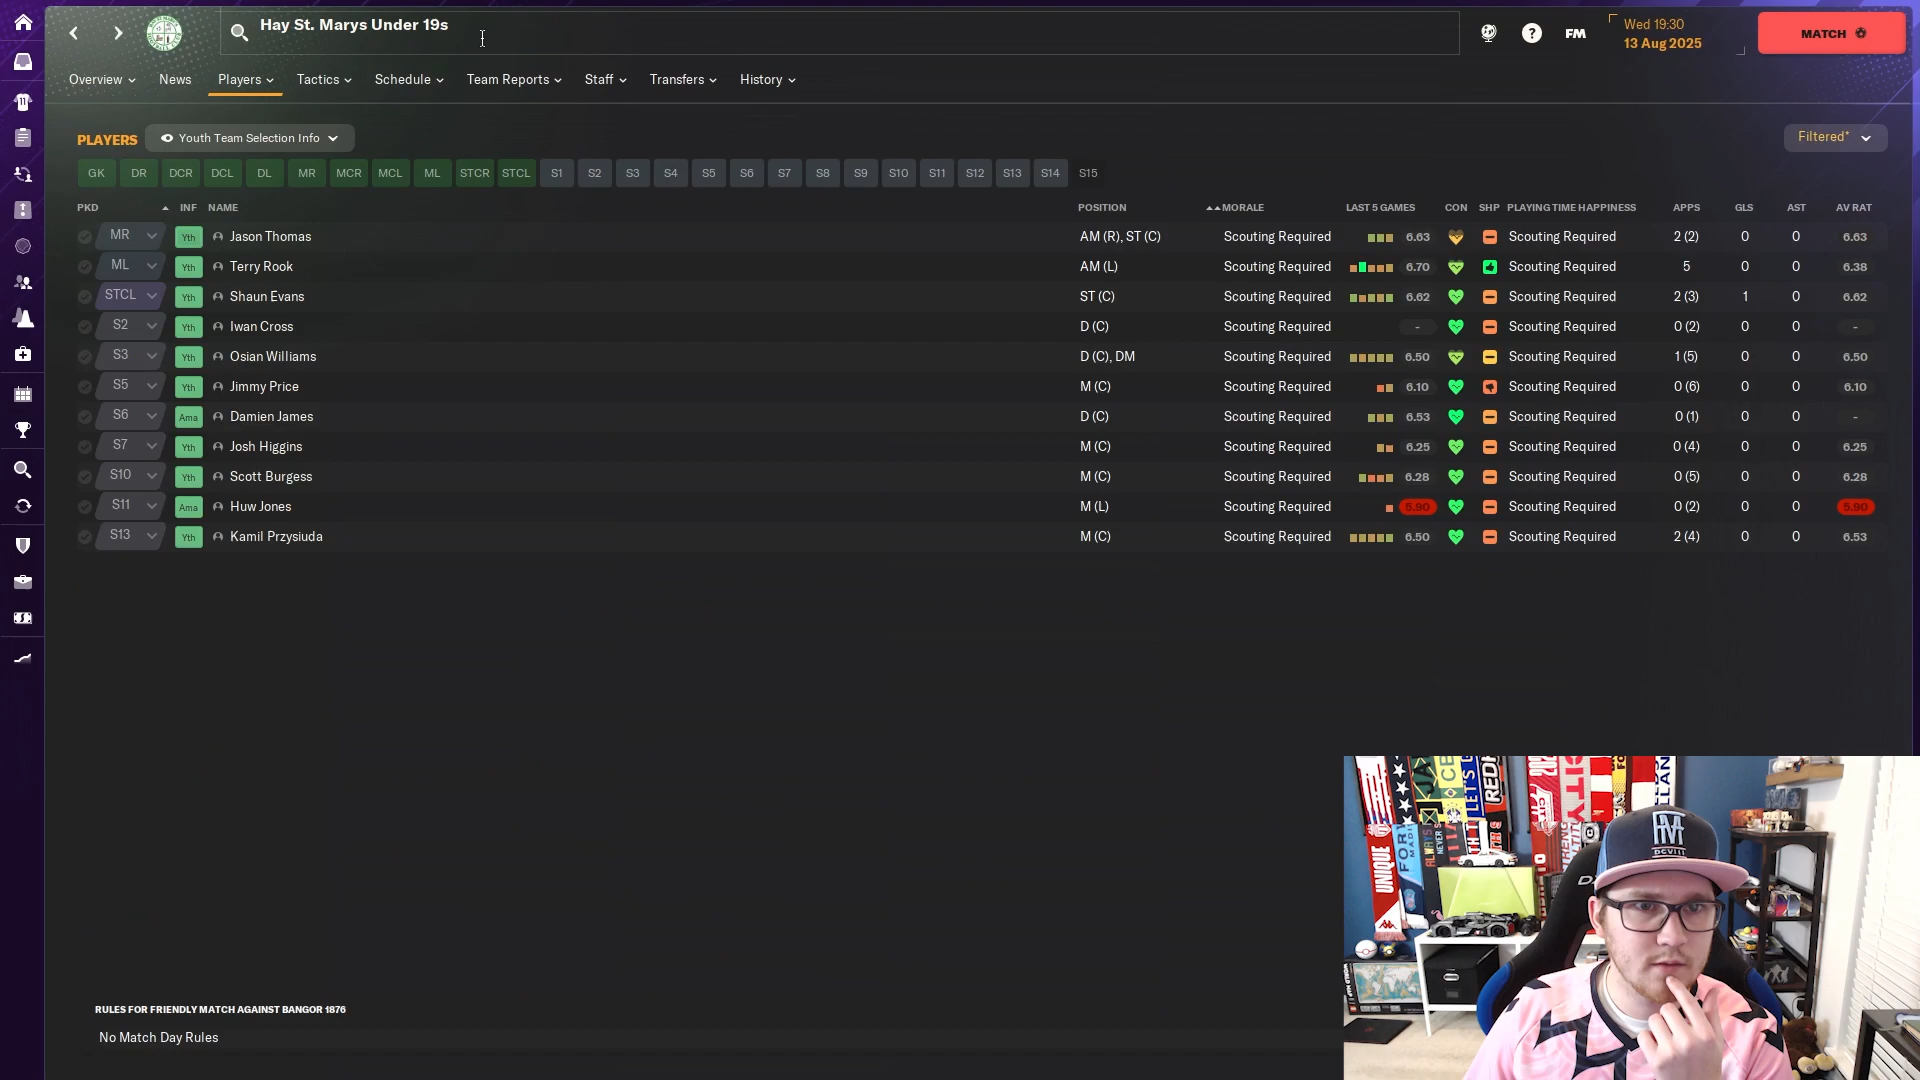 Hay St. Marys Under 19s
FM
Wed 19:30
13 Aug 2025
MATCH
Overview News Players Tactics Schedule Team Reports Staff Transfers History
PLAYERS Youth Team Selection Info Filtered*
GK DR DCR DCL DL MR MCR MCL ML STCR STCL S1 S2 S3 S4 S5 S6 S7 S8 S9 S10 S11 S12 S13 S14 S15
PKD INF NAME POSITION MORALE LAST 5 GAMES CON SHP PLAYING TIME HAPPINESS APPS GLS AST AV RAT
MR Yth Jason Thomas AM (R), ST (C) Scouting Required 6.63 Scouting Required 2 (2) 0 0 6.63
ML Yth Terry Rook AM (L) Scouting Required 6.70 Scouting Required 5 0 0 6.38
STCL Yth Shaun Evans ST (C) Scouting Required 6.62 Scouting Required 2 (3) 1 0 6.62
S2 Yth Iwan Cross D (C) Scouting Required - Scouting Required 0 (2) 0 0 -
S3 Yth Osian Williams D (C), DM Scouting Required 6.50 Scouting Required 1 (5) 0 0 6.50
S5 Yth Jimmy Price M (C) Scouting Required 6.10 Scouting Required 0 (6) 0 0 6.10
S6 Ama Damien James D (C) Scouting Required 6.53 Scouting Required 0 (1) 0 0 -
S7 Yth Josh Higgins M (C) Scouting Required 6.25 Scouting Required 0 (4) 0 0 6.25
S10 Yth Scott Burgess M (C) Scouting Required 6.28 Scouting Required 0 (5) 0 0 6.28
S11 Ama Huw Jones M (L) Scouting Required 5.90 Scouting Required 0 (2) 0 0 5.90
S13 Yth Kamil Przysiuda M (C) Scouting Required 6.50 Scouting Required 2 (4) 0 0 6.53
RULES FOR FRIENDLY MATCH AGAINST BANGOR 1876
No Match Day Rules
UNIQUE
LET'S
REDH
CITY